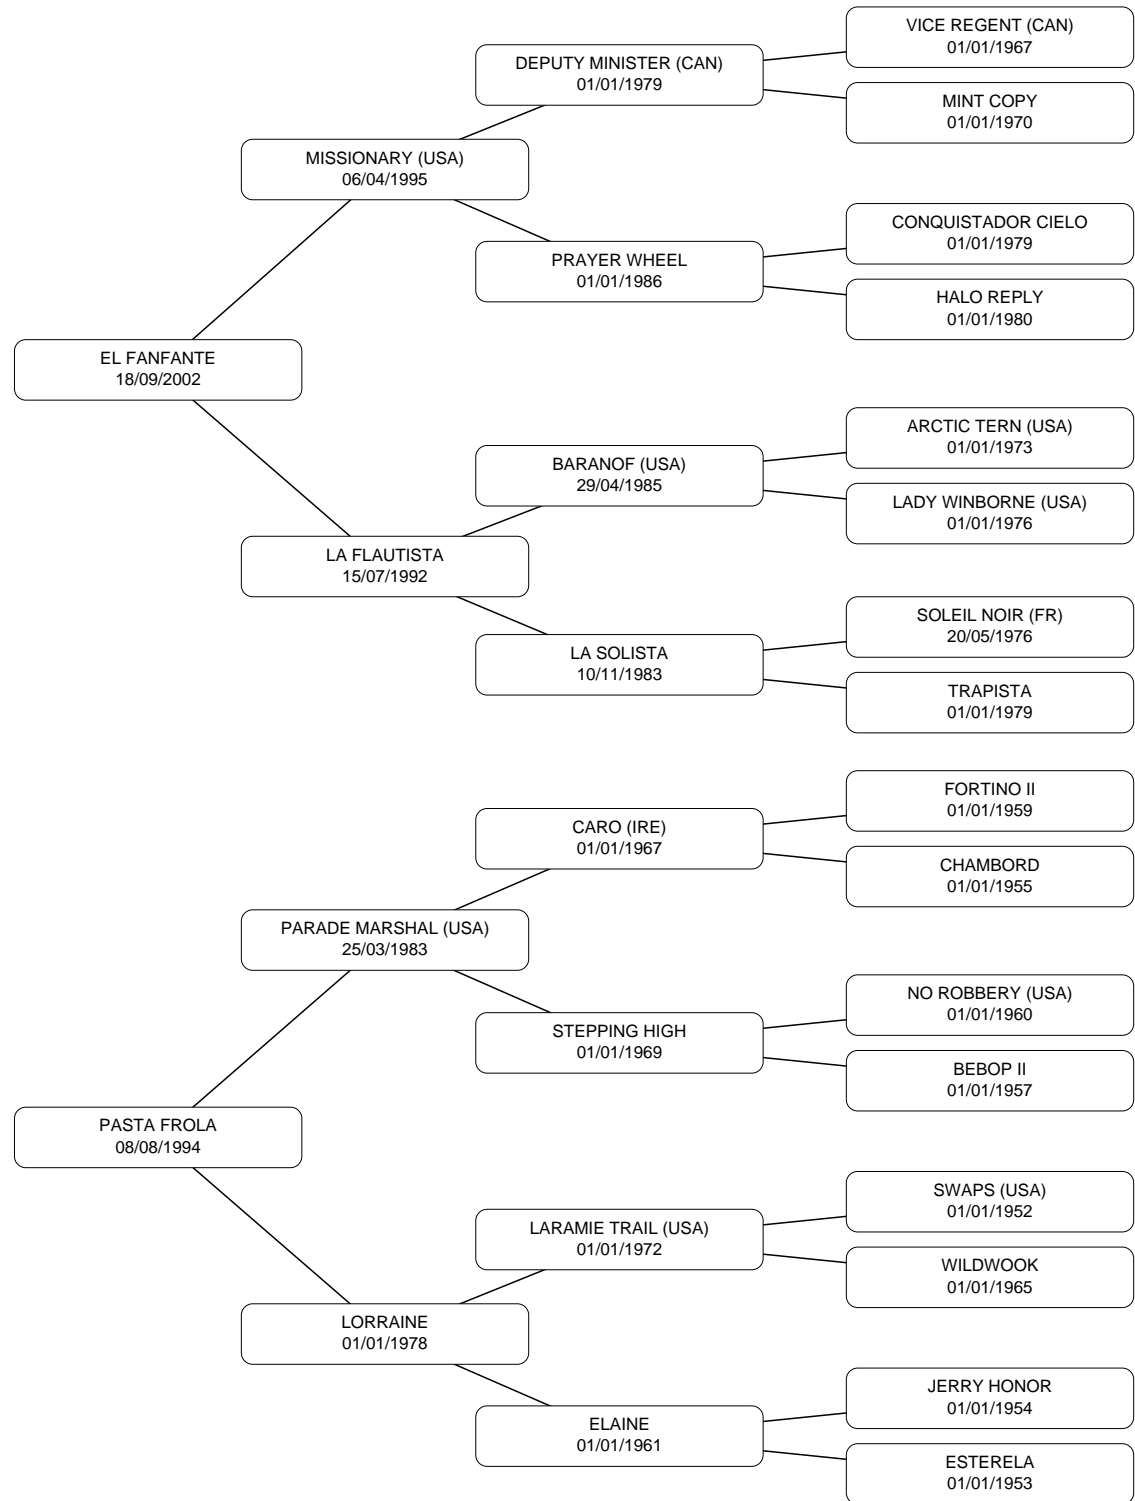 VICE REGENT (CAN)
01/01/1967
DEPUTY MINISTER (CAN)
01/01/1979
MINT COPY
01/01/1970
MISSIONARY (USA)
06/04/1995
CONQUISTADOR CIELO
01/01/1979
PRAYER WHEEL
01/01/1986
HALO REPLY
01/01/1980
EL FANFANTE
18/09/2002
ARCTIC TERN (USA)
01/01/1973
BARANOF (USA)
29/04/1985
LADY WINBORNE (USA)
01/01/1976
LA FLAUTISTA
15/07/1992
SOLEIL NOIR (FR)
20/05/1976
LA SOLISTA
10/11/1983
TRAPISTA
01/01/1979
FORTINO II
01/01/1959
CARO (IRE)
01/01/1967
CHAMBORD
01/01/1955
PARADE MARSHAL (USA)
25/03/1983
NO ROBBERY (USA)
01/01/1960
STEPPING HIGH
01/01/1969
BEBOP II
01/01/1957
PASTA FROLA
08/08/1994
SWAPS (USA)
01/01/1952
LARAMIE TRAIL (USA)
01/01/1972
WILDWOOK
01/01/1965
LORRAINE
01/01/1978
JERRY HONOR
01/01/1954
ELAINE
01/01/1961
ESTERELA
01/01/1953